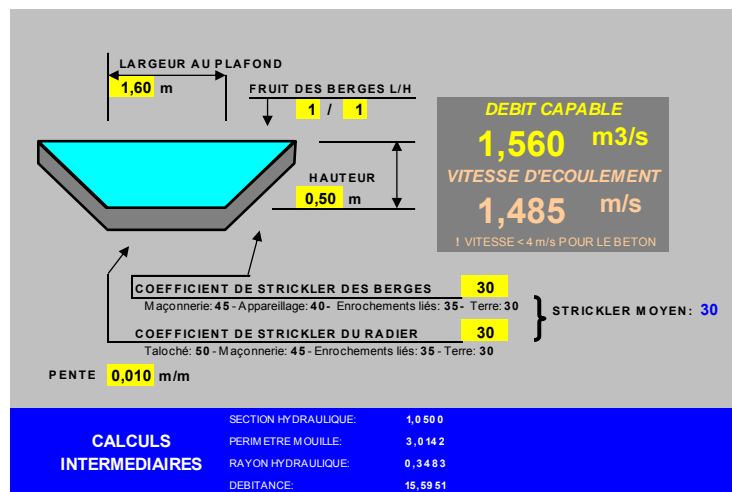 LARGEUR AU PLAFOND
1,60 m
FRUIT DES BERGES L/H
1 / 1
DEBIT CAPABLE
1,560 m3/s
VITESSE D'ECOULEMENT
1,485 m/s
! VITESSE < 4 m/s POUR LE BETON
HAUTEUR
0,50 m
COEFFICIENT DE STRICKLER DES BERGES 30
Maçonnerie: 45 - Appareillage: 40 - Enrochements liés: 35 - Terre: 30
STRICKLER MOYEN: 30
COEFFICIENT DE STRICKLER DU RADIER 30
Taloché: 50 - Maçonnerie: 45 - Enrochements liés: 35 - Terre: 30
PENTE 0,010 m/m
CALCULS INTERMEDIAIRES
SECTION HYDRAULIQUE: 1,0500
PERIMETRE MOUILLE: 3,0142
RAYON HYDRAULIQUE: 0,3483
DEBITANCE: 15,5951